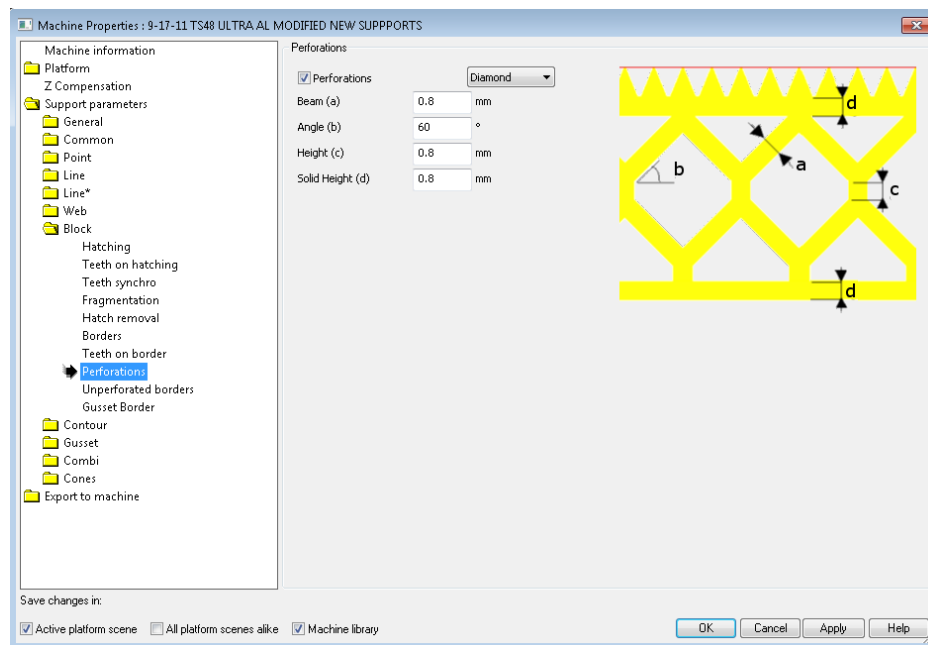 Machine Properties : 9-17-11 TS48 ULTRA AL MODIFIED NEW SUPPPORTS
Machine information
Platform
Z Compensation
Support parameters
General
Common
Point
Line
Line*
Web
Block
Hatching
Teeth on hatching
Teeth synchro
Fragmentation
Hatch removal
Borders
Teeth on border
Perforations
Unperforated borders
Gusset Border
Contour
Gusset
Combi
Cones
Export to machine
Perforations
Perforations Diamond
Beam (a) 0.8 mm
Angle (b) 60 °
Height (c) 0.8 mm
Solid Height (d) 0.8 mm
d
a
b
c
d
Save changes in:
Active platform scene All platform scenes alike Machine library
OK Cancel Apply Help